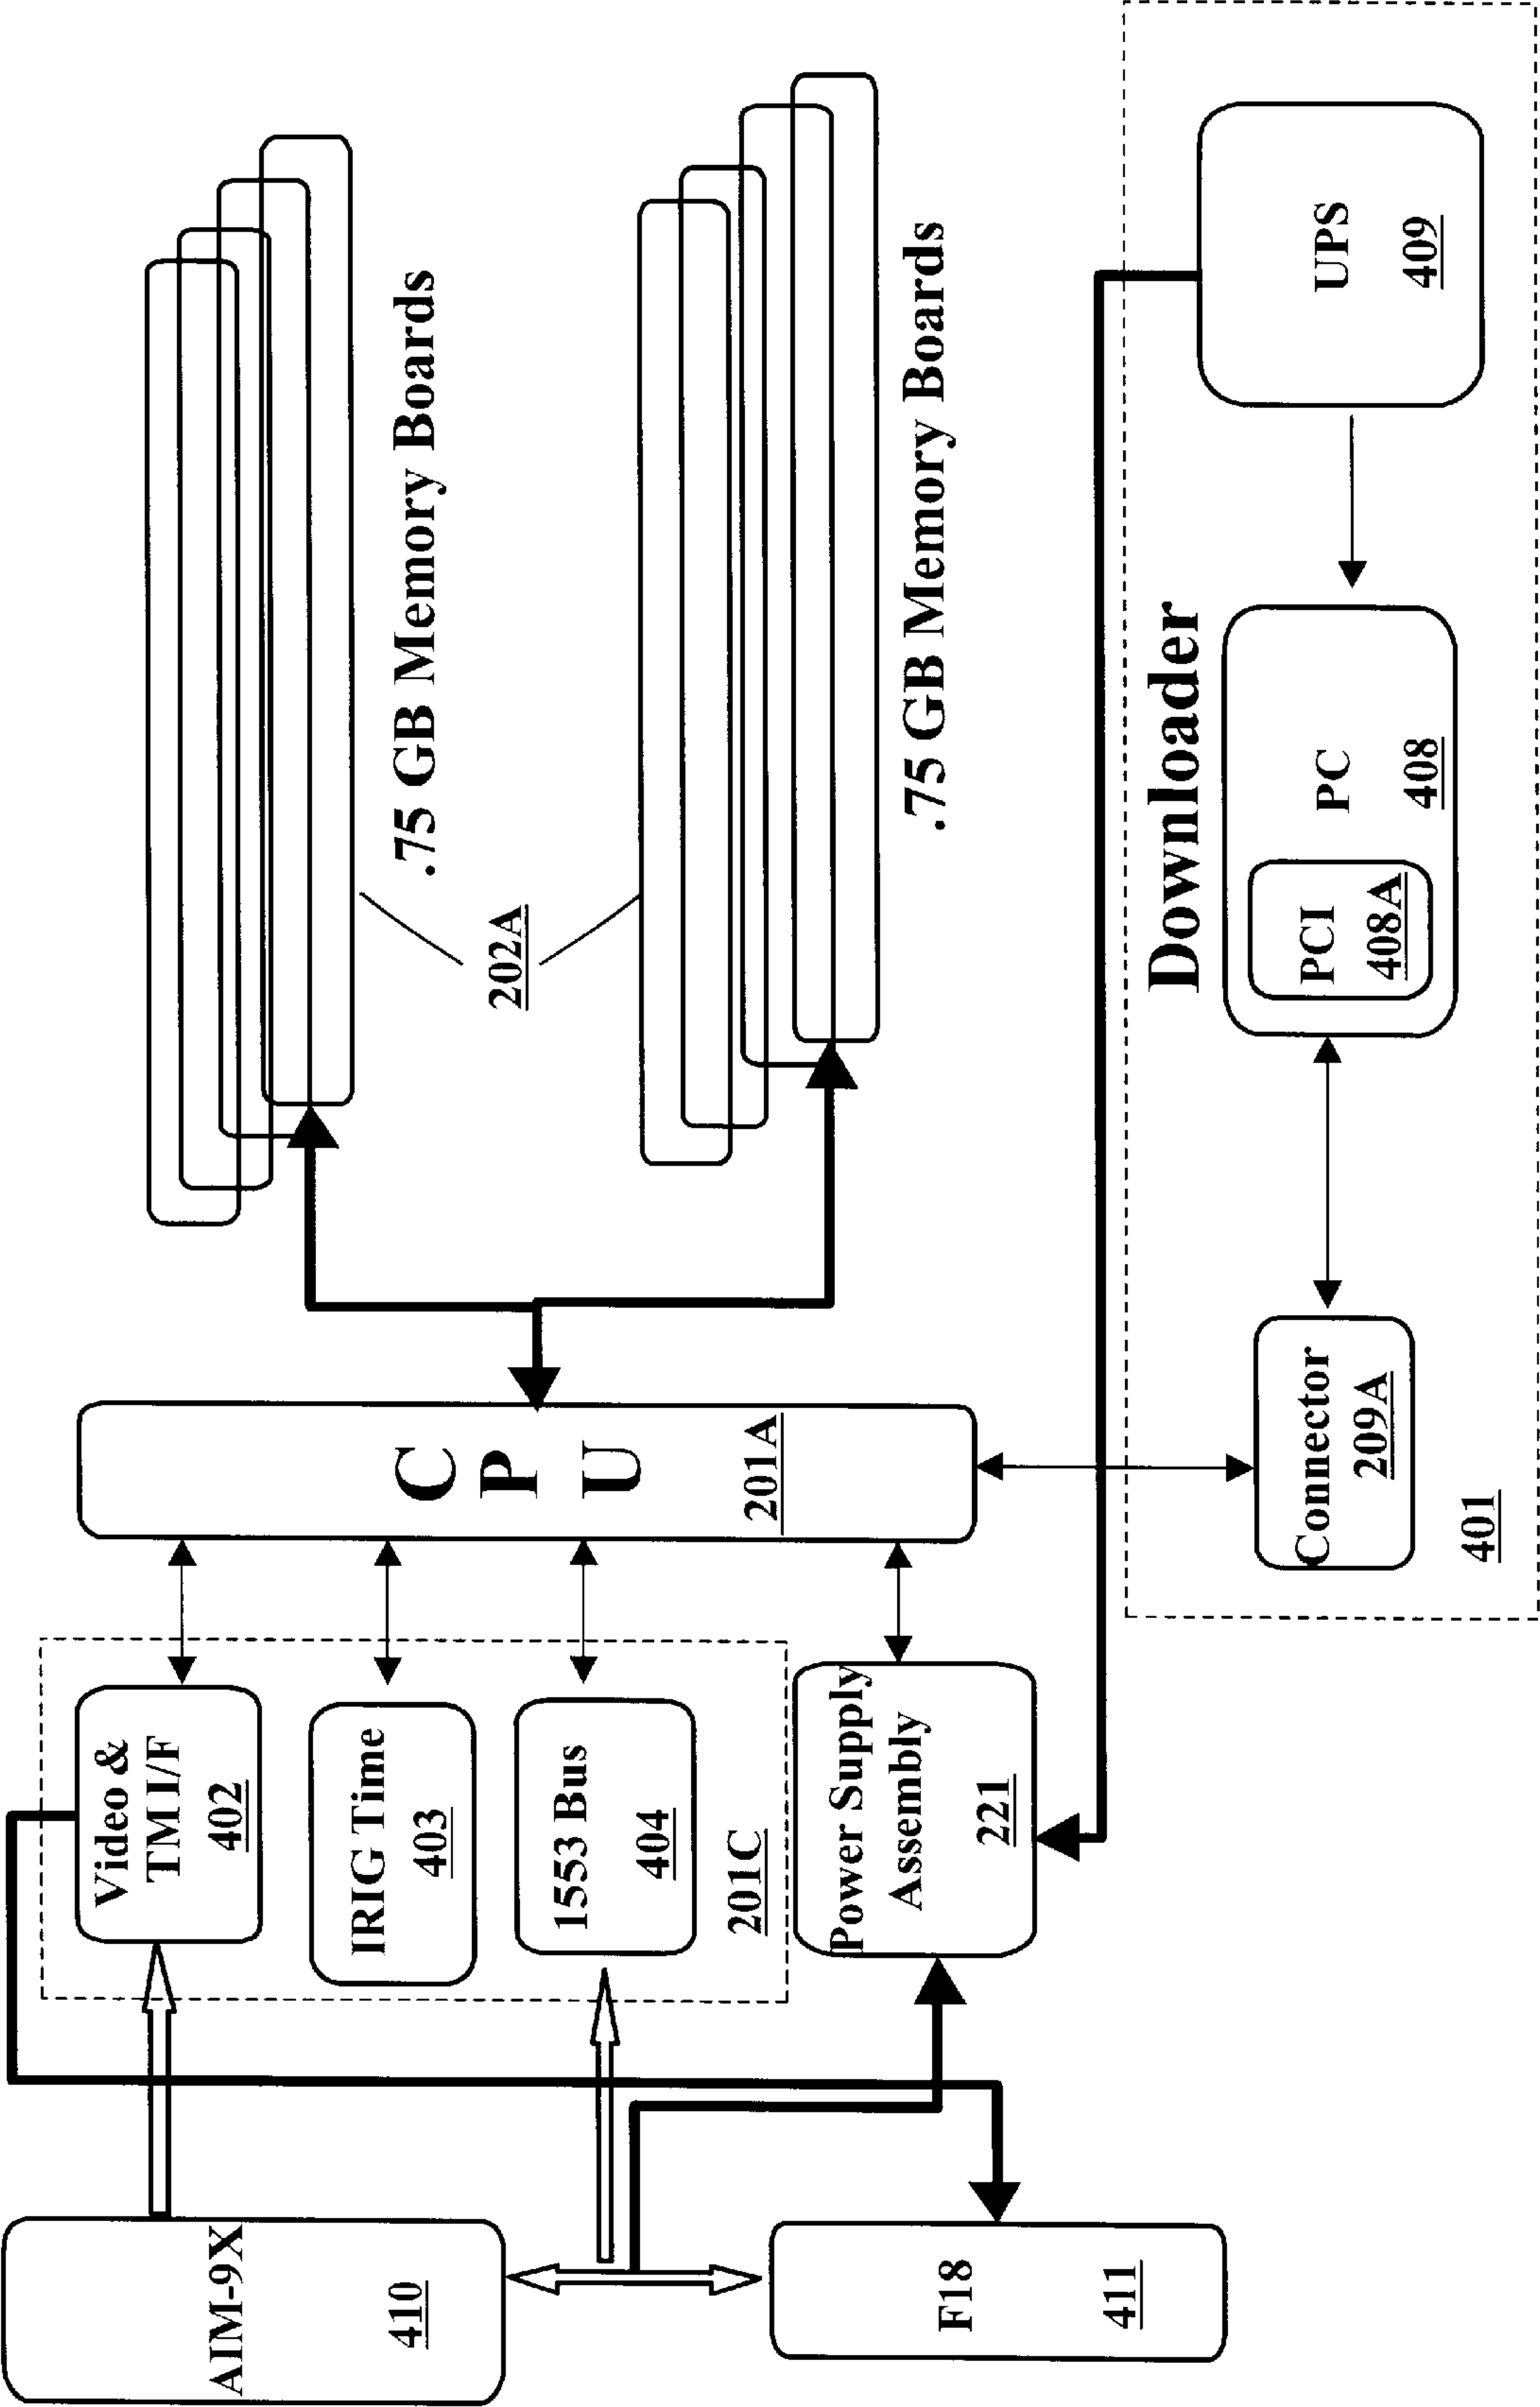 AIM-9X
410
F18
411
Video &
TM I/F
402
IRIG Time
403
1553 Bus
404
201C
Power Supply
Assembly
221
C
P
U
201A
.75 GB Memory Boards
202A
.75 GB Memory Boards
Downloader
Connector
209A
401
PCI
408A
PC
408
UPS
409